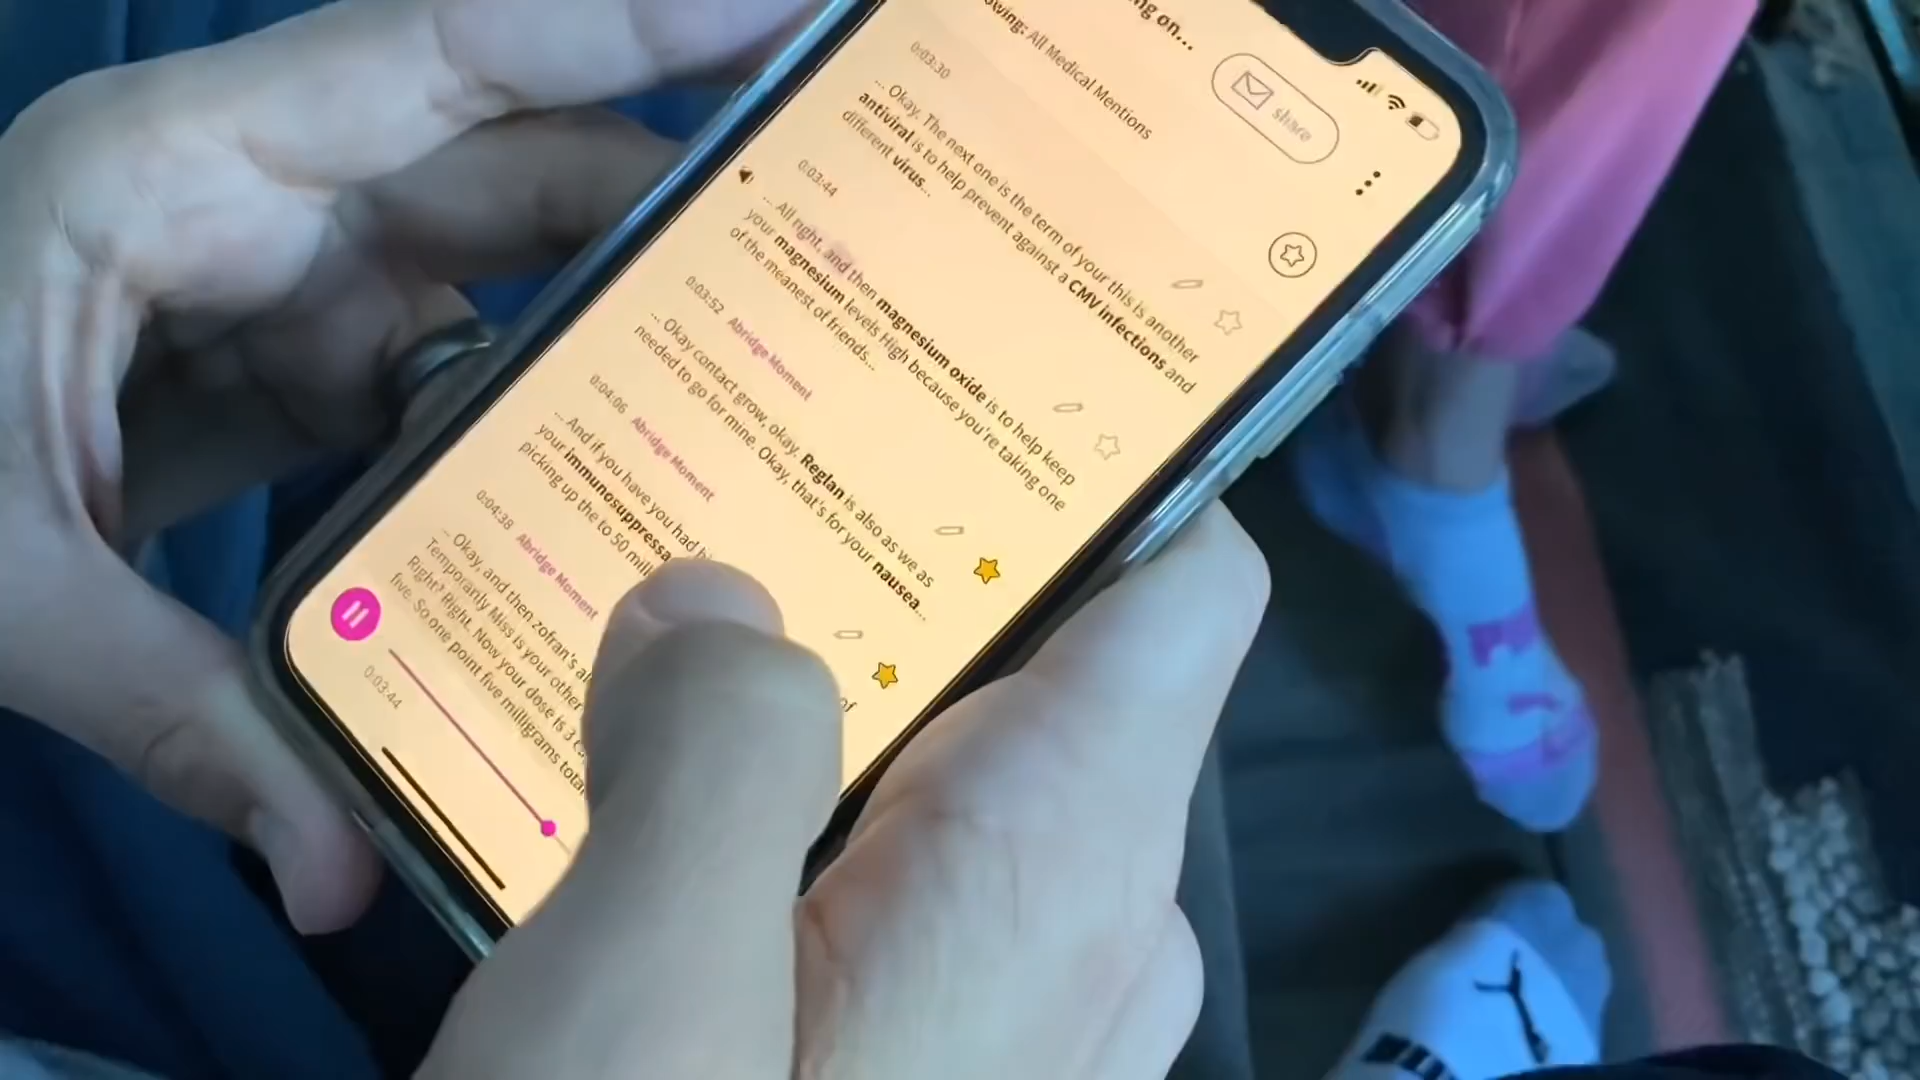 ng on...
owing: All Medical Mentions
share
0:03:30
... Okay. The next one is the term of your this is another
antiviral is to help prevent against a CMV infections and
different virus...
0:03:44
... All right, and then magnesium oxide is to help keep
your magnesium levels High because you're taking one
of the meanest of friends...
0:03:52 Abridge Moment
... Okay contact grow, okay. Reglan is also as we as
needed to go for mine. Okay, that's for your nausea...
0:04:06 Abridge Moment
... And if you have you had
your immunosuppressa
of
picking up the to 50 mill
0:04:38 Abridge Moment
... Okay, and then zofran's al
Temporarily Miss is your other
Right? Right. Now your dose is 3
five. So one point five milligrams total
0:03:44